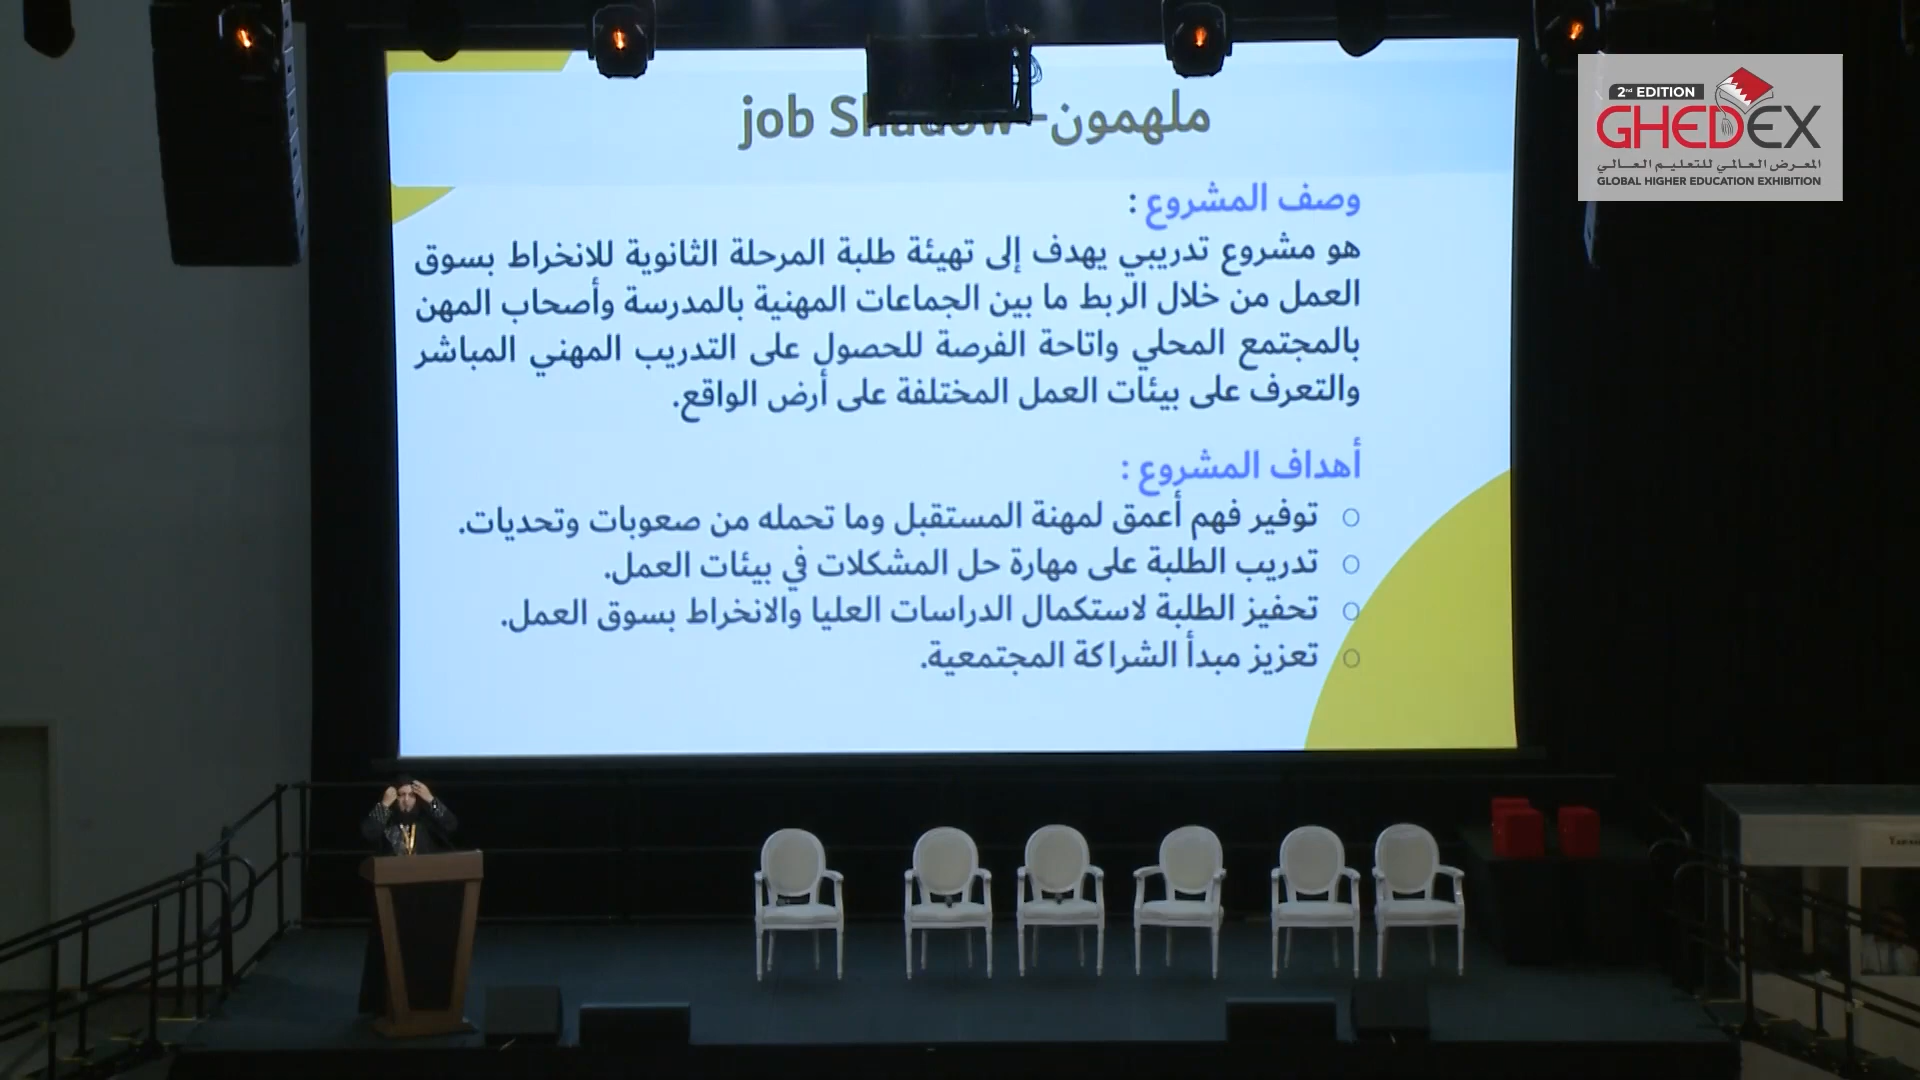 2nd EDITION
GHEDEX
المعرض العالمي للتعليم العالي
GLOBAL HIGHER EDUCATION EXHIBITION
ملهمون- job Shadow
وصف المشروع :
هو مشروع تدريبي يهدف إلى تهيئة طلبة المرحلة الثانوية للانخراط بسوق
العمل من خلال الربط ما بين الجماعات المهنية بالمدرسة وأصحاب المهن
بالمجتمع المحلي واتاحة الفرصة للحصول على التدريب المهني المباشر
والتعرف على بيئات العمل المختلفة على أرض الواقع.
أهداف المشروع :
○ توفير فهم أعمق لمهنة المستقبل وما تحمله من صعوبات وتحديات.
○ تدريب الطلبة على مهارة حل المشكلات في بيئات العمل.
○ تحفيز الطلبة لاستكمال الدراسات العليا والانخراط بسوق العمل.
○ تعزيز مبدأ الشراكة المجتمعية.